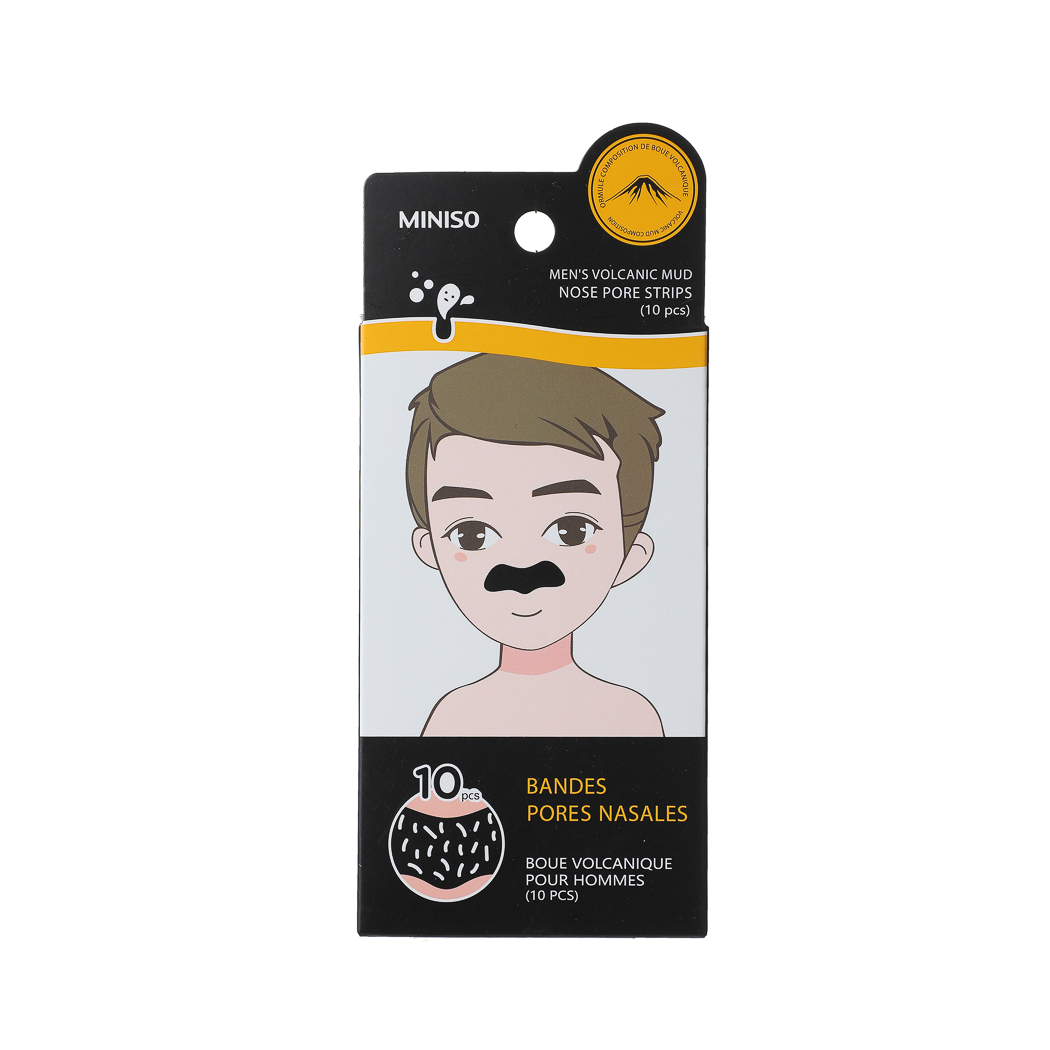 MINISO
ORMULE COMPOSITION DE BOUE VOLCANIQUE
VOLCANIC MUD COMPOSITION
MEN'S VOLCANIC MUD
NOSE PORE STRIPS
(10 pcs)
10
pcs
BANDES
PORES NASALES
BOUE VOLCANIQUE
POUR HOMMES
(10 PCS)